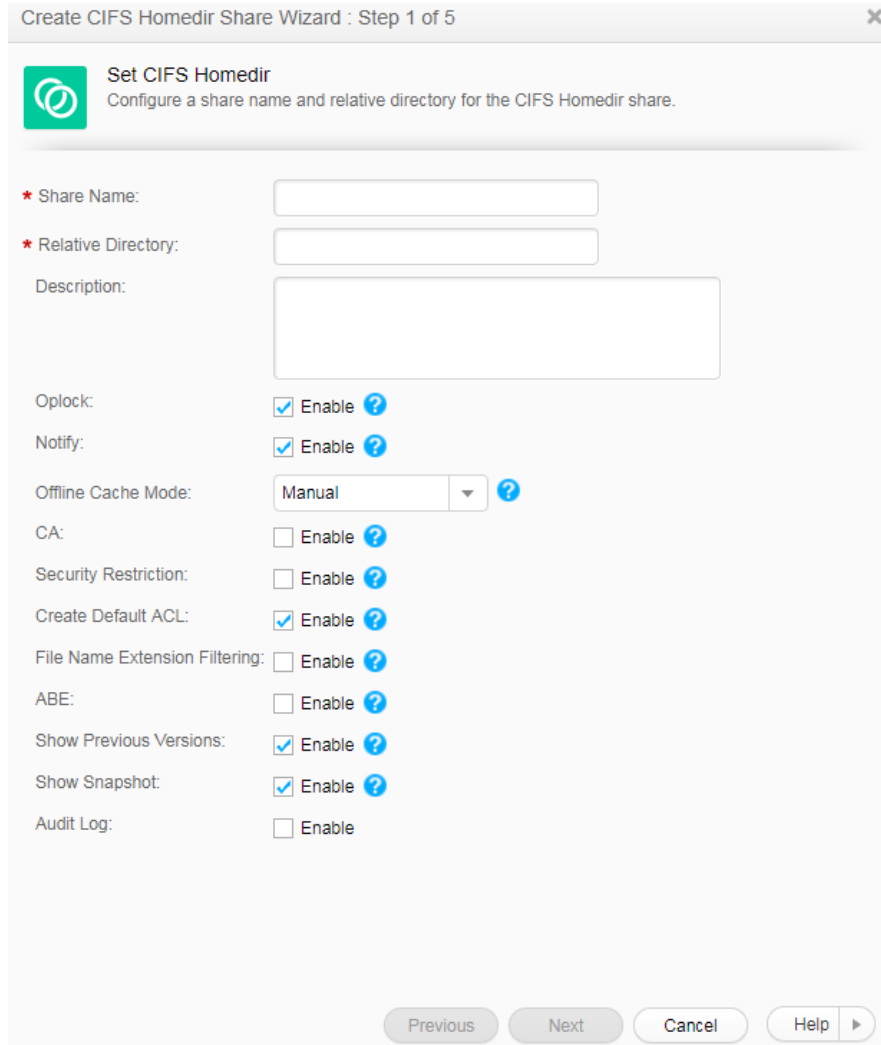 Create CIFS Homedir Share Wizard : Step 1 of 5
Set CIFS Homedir
Configure a share name and relative directory for the CIFS Homedir share.
* Share Name:
* Relative Directory:
Description:
Oplock: Enable ?
Notify: Enable ?
Offline Cache Mode: Manual ?
CA: Enable ?
Security Restriction: Enable ?
Create Default ACL: Enable ?
File Name Extension Filtering: Enable ?
ABE: Enable ?
Show Previous Versions: Enable ?
Show Snapshot: Enable ?
Audit Log: Enable
Previous Next Cancel Help